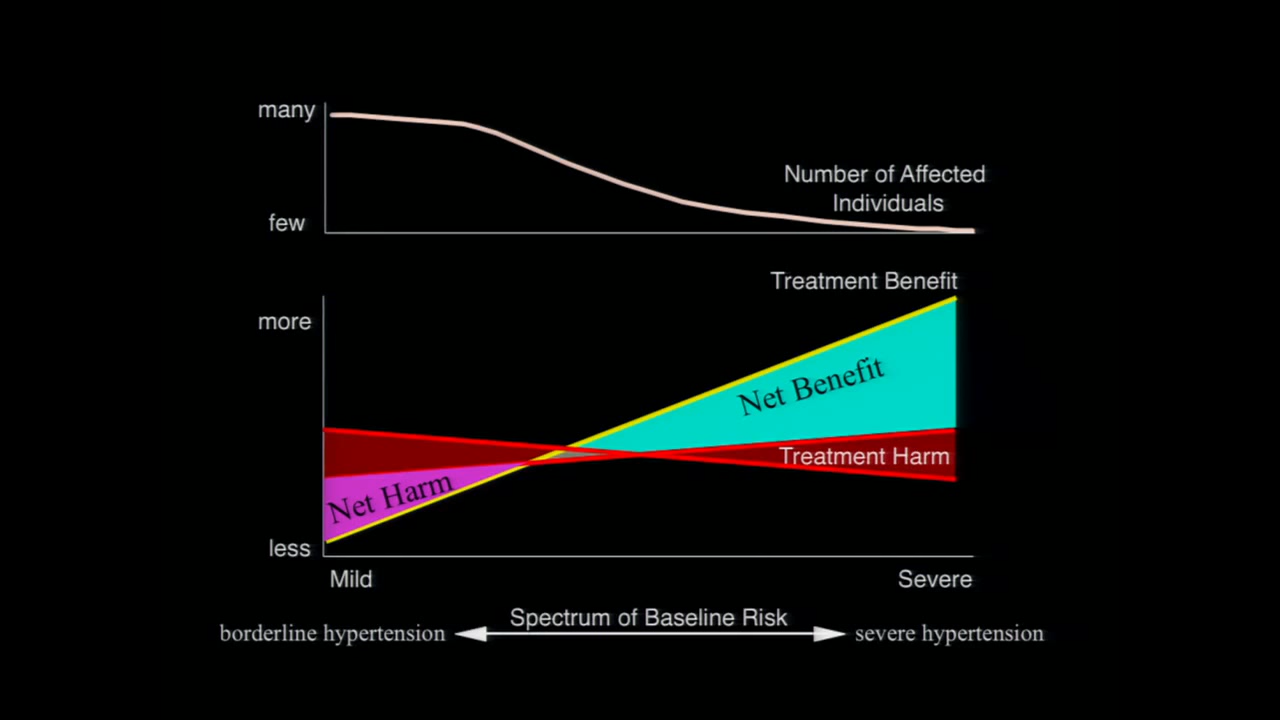 many
Number of Affected
Individuals
few
Treatment Benefit
more
Net Benefit
Treatment Harm
Net Harm
less
Mild
Severe
Spectrum of Baseline Risk
borderline hypertension
severe hypertension